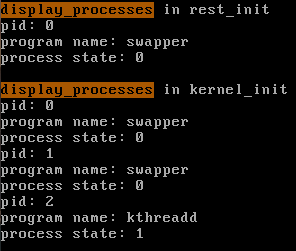 display_processes in rest_init
pid: 0
program name: swapper
process state: 0
display_processes in kernel_init
pid: 0
program name: swapper
process state: 0
pid: 1
program name: swapper
process state: 0
pid: 2
program name: kthreadd
process state: 1